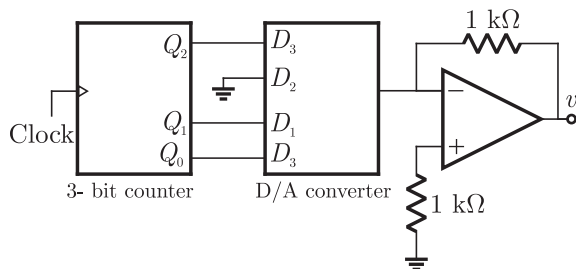 1 kΩ
Q2 D3
D2
Q1 D1
Q0 D3
Clock
3- bit counter
D/A converter
−
+
v
1 kΩ